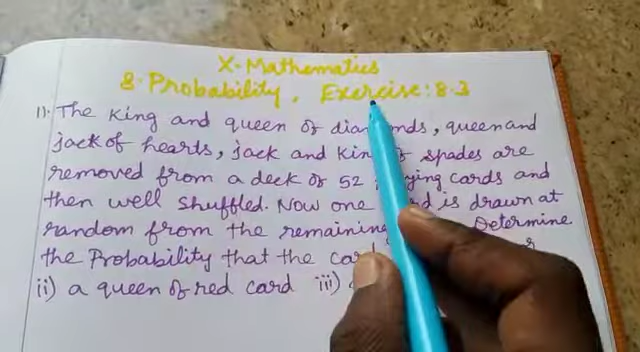 X. Mathematics
8. Probability, Exercise: 8.3
11. The King and queen of diamonds, queen and
jack of hearts, jack and king of spades are
removed from a deck of 52 playing cards and
then well shuffled. Now one card is drawn at
random from the remaining Determine
the Probability that the card
ii) a queen of red card iii)